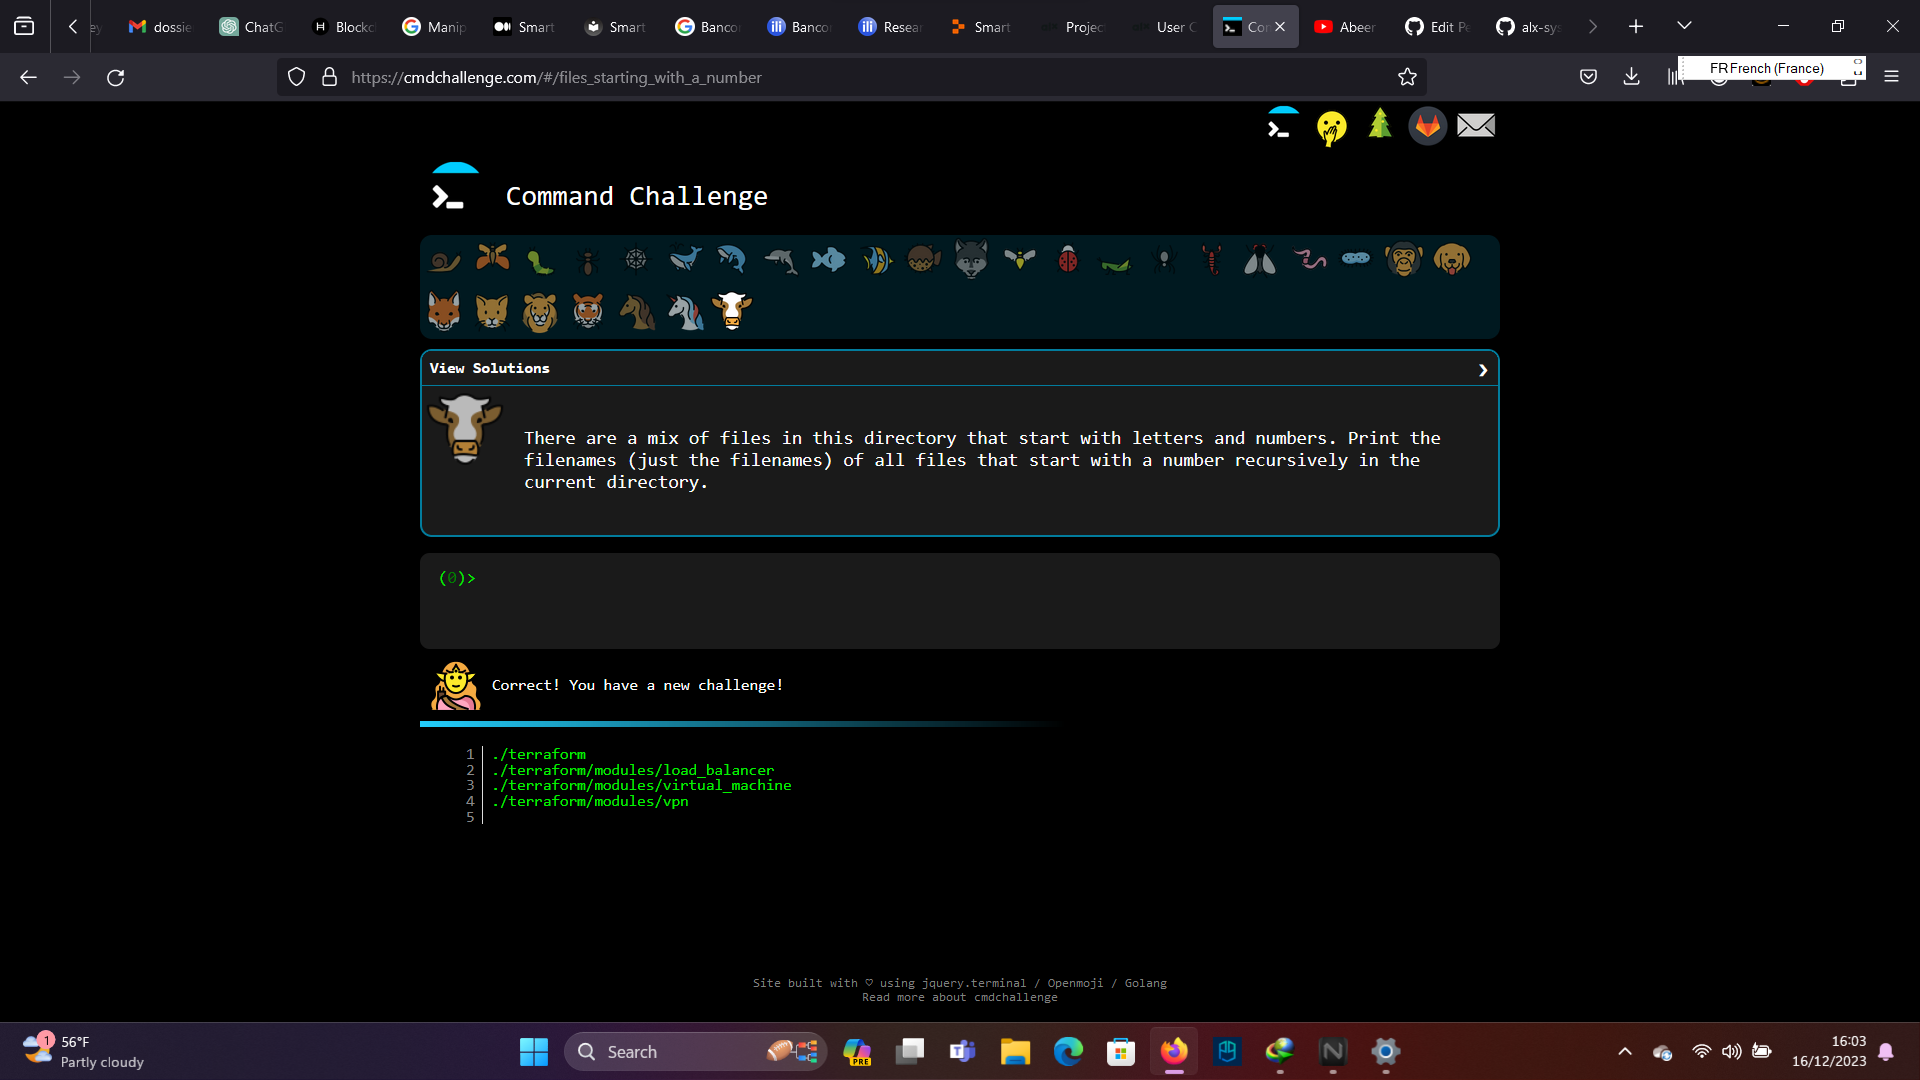 dossie
ChatG
Blockc
Manip
Smart
Smart
Banco
Banco
Resear
Smart
Projec
User C
Co
Abeer
Edit Pe
alx-sys
https://cmdchallenge.com/#/files_starting_with_a_number
FR French (France)
Command Challenge
View Solutions
There are a mix of files in this directory that start with letters and numbers. Print the
filenames (just the filenames) of all files that start with a number recursively in the
current directory.
(0)>
Correct! You have a new challenge!
1 ./terraform
2 ./terraform/modules/load_balancer
3 ./terraform/modules/virtual_machine
4 ./terraform/modules/vpn
5
Site built with ♡ using jquery.terminal / Openmoji / Golang
Read more about cmdchallenge
1
56°F
Partly cloudy
Search
PRE
16:03
16/12/2023